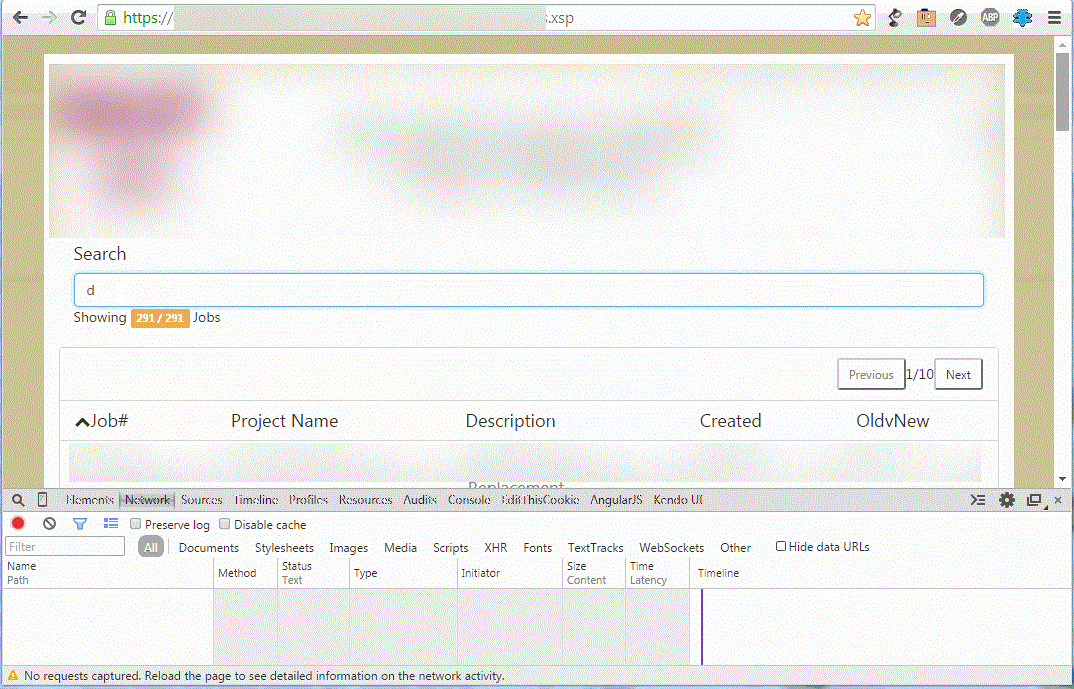 https:// s.xsp
ABP
Search
d
Showing 291 / 291 Jobs
Previous 1/10 Next
Job# Project Name Description Created OldvNew
Replacement
Elements Network Sources Timeline Profiles Resources Audits Console EditThisCookie AngularJS Kendo UI
Preserve log Disable cache
Filter All Documents Stylesheets Images Media Scripts XHR Fonts TextTracks WebSockets Other Hide data URLs
Name Method Status Type Initiator Size Time Timeline
Path Text Content Latency
No requests captured. Reload the page to see detailed information on the network activity.